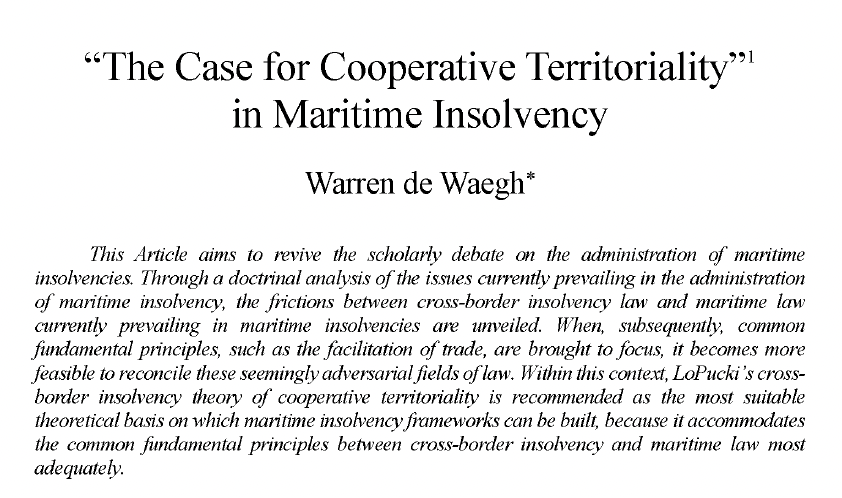 “The Case for Cooperative Territoriality”1
in Maritime Insolvency
Warren de Waegh*
This Article aims to revive the scholarly debate on the administration of maritime
insolvencies. Through a doctrinal analysis of the issues currently prevailing in the administration
of maritime insolvency, the frictions between cross-border insolvency law and maritime law
currently prevailing in maritime insolvencies are unveiled. When, subsequently, common
fundamental principles, such as the facilitation of trade, are brought to focus, it becomes more
feasible to reconcile these seemingly adversarial fields of law. Within this context, LoPucki’s cross-
border insolvency theory of cooperative territoriality is recommended as the most suitable
theoretical basis on which maritime insolvency frameworks can be built, because it accommodates
the common fundamental principles between cross-border insolvency and maritime law most
adequately.